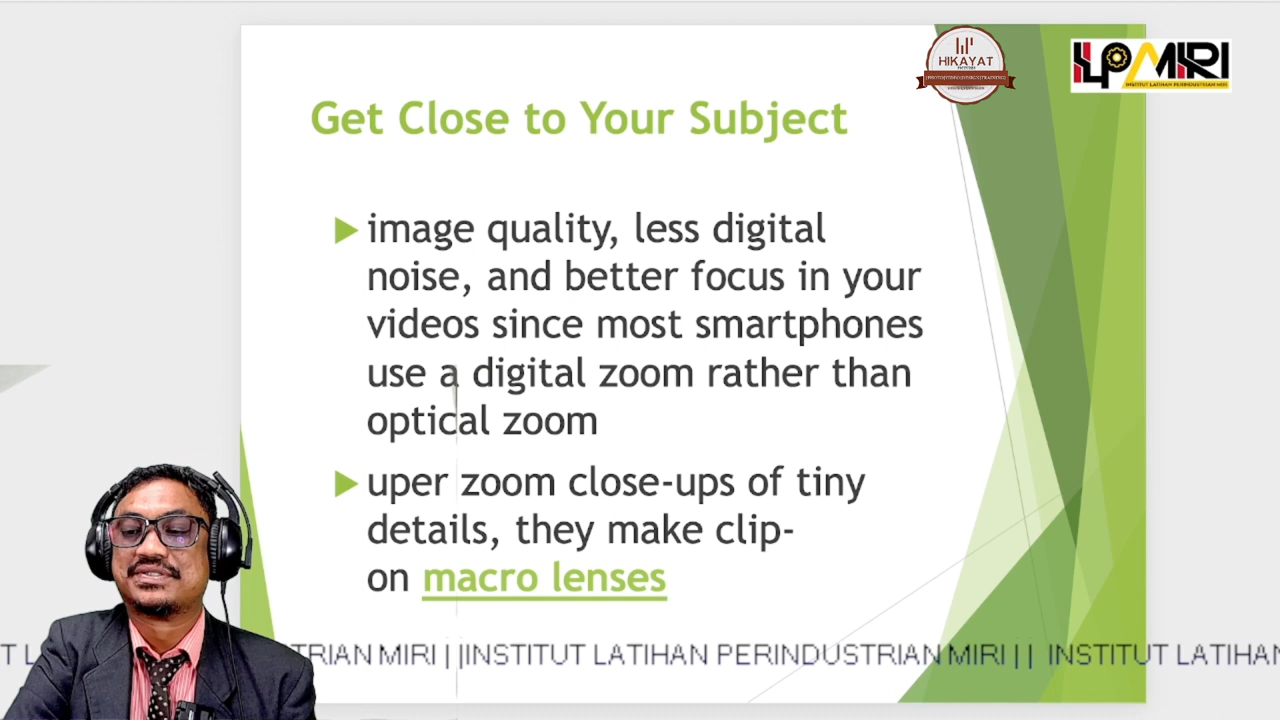 HIKAYAT
ILPMIRI
INSTITUT LATIHAN PERINDUSTRIAN MIRI
Get Close to Your Subject
image quality, less digital
noise, and better focus in your
videos since most smartphones
use a digital zoom rather than
optical zoom
uper zoom close-ups of tiny
details, they make clip-
on macro lenses
T L TRIAN MIRI | |INSTITUT LATIHAN PERINDUSTRIAN MIRI | | INSTITUT LATIHAN